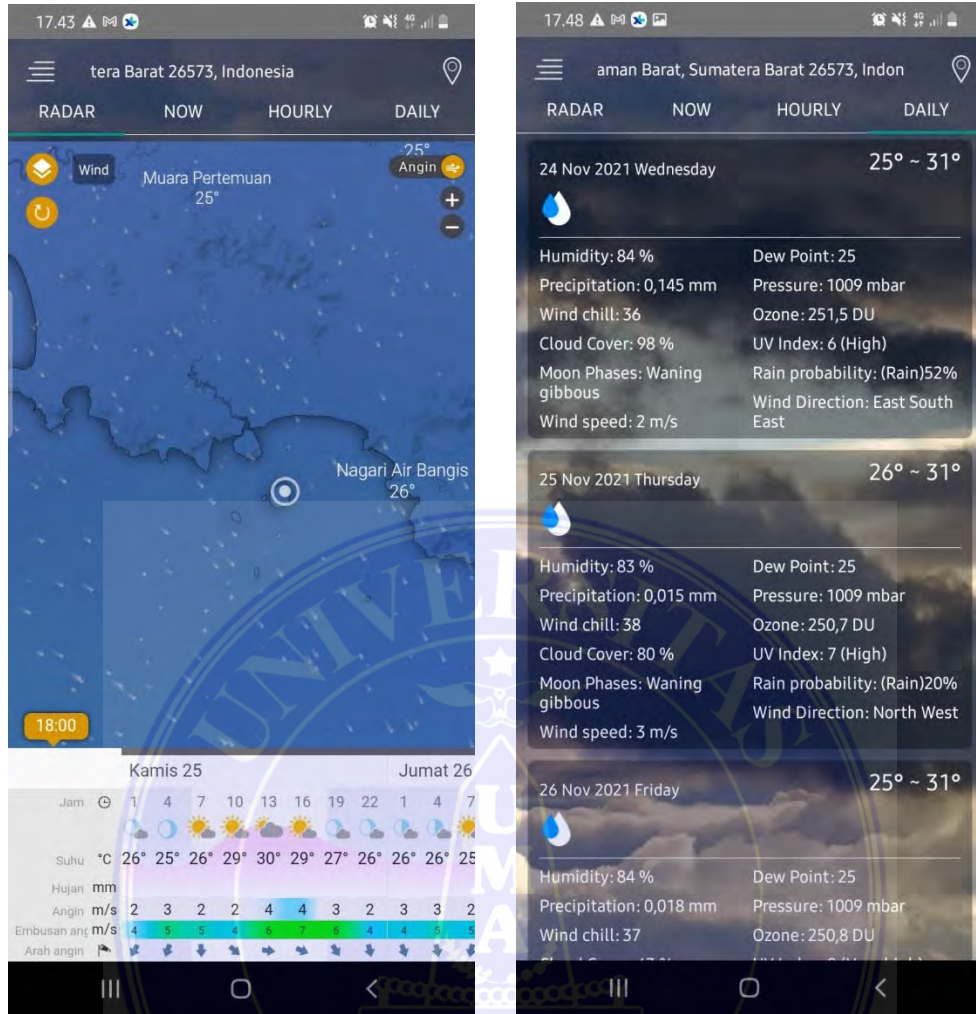 17.43
4G
tera Barat 26573, Indonesia
RADAR NOW HOURLY DAILY
Wind
25°
Angin
Muara Pertemuan
25°
+
−
Nagari Air Bangis
26°
18:00
Kamis 25 Jumat 26
Jam 1 4 7 10 13 16 19 22 1 4 7
Suhu °C 26° 25° 26° 29° 30° 29° 27° 26° 26° 26° 25
Hujan mm
Angin m/s 2 3 2 2 4 4 3 2 3 3 2
Embusan ang m/s 4 5 5 4 6 7 6 4 4 5 5
Arah angin
17.48
4G
aman Barat, Sumatera Barat 26573, Indon
RADAR NOW HOURLY DAILY
24 Nov 2021 Wednesday 25° ~ 31°
Humidity: 84 % Dew Point: 25
Precipitation: 0,145 mm Pressure: 1009 mbar
Wind chill: 36 Ozone: 251,5 DU
Cloud Cover: 98 % UV Index: 6 (High)
Moon Phases: Waning gibbous Rain probability: (Rain)52%
Wind speed: 2 m/s Wind Direction: East South East
25 Nov 2021 Thursday 26° ~ 31°
Humidity: 83 % Dew Point: 25
Precipitation: 0,015 mm Pressure: 1009 mbar
Wind chill: 38 Ozone: 250,7 DU
Cloud Cover: 80 % UV Index: 7 (High)
Moon Phases: Waning gibbous Rain probability: (Rain)20%
Wind speed: 3 m/s Wind Direction: North West
26 Nov 2021 Friday 25° ~ 31°
Humidity: 84 % Dew Point: 25
Precipitation: 0,018 mm Pressure: 1009 mbar
Wind chill: 37 Ozone: 250,8 DU
UNIVERSITAS
UMA